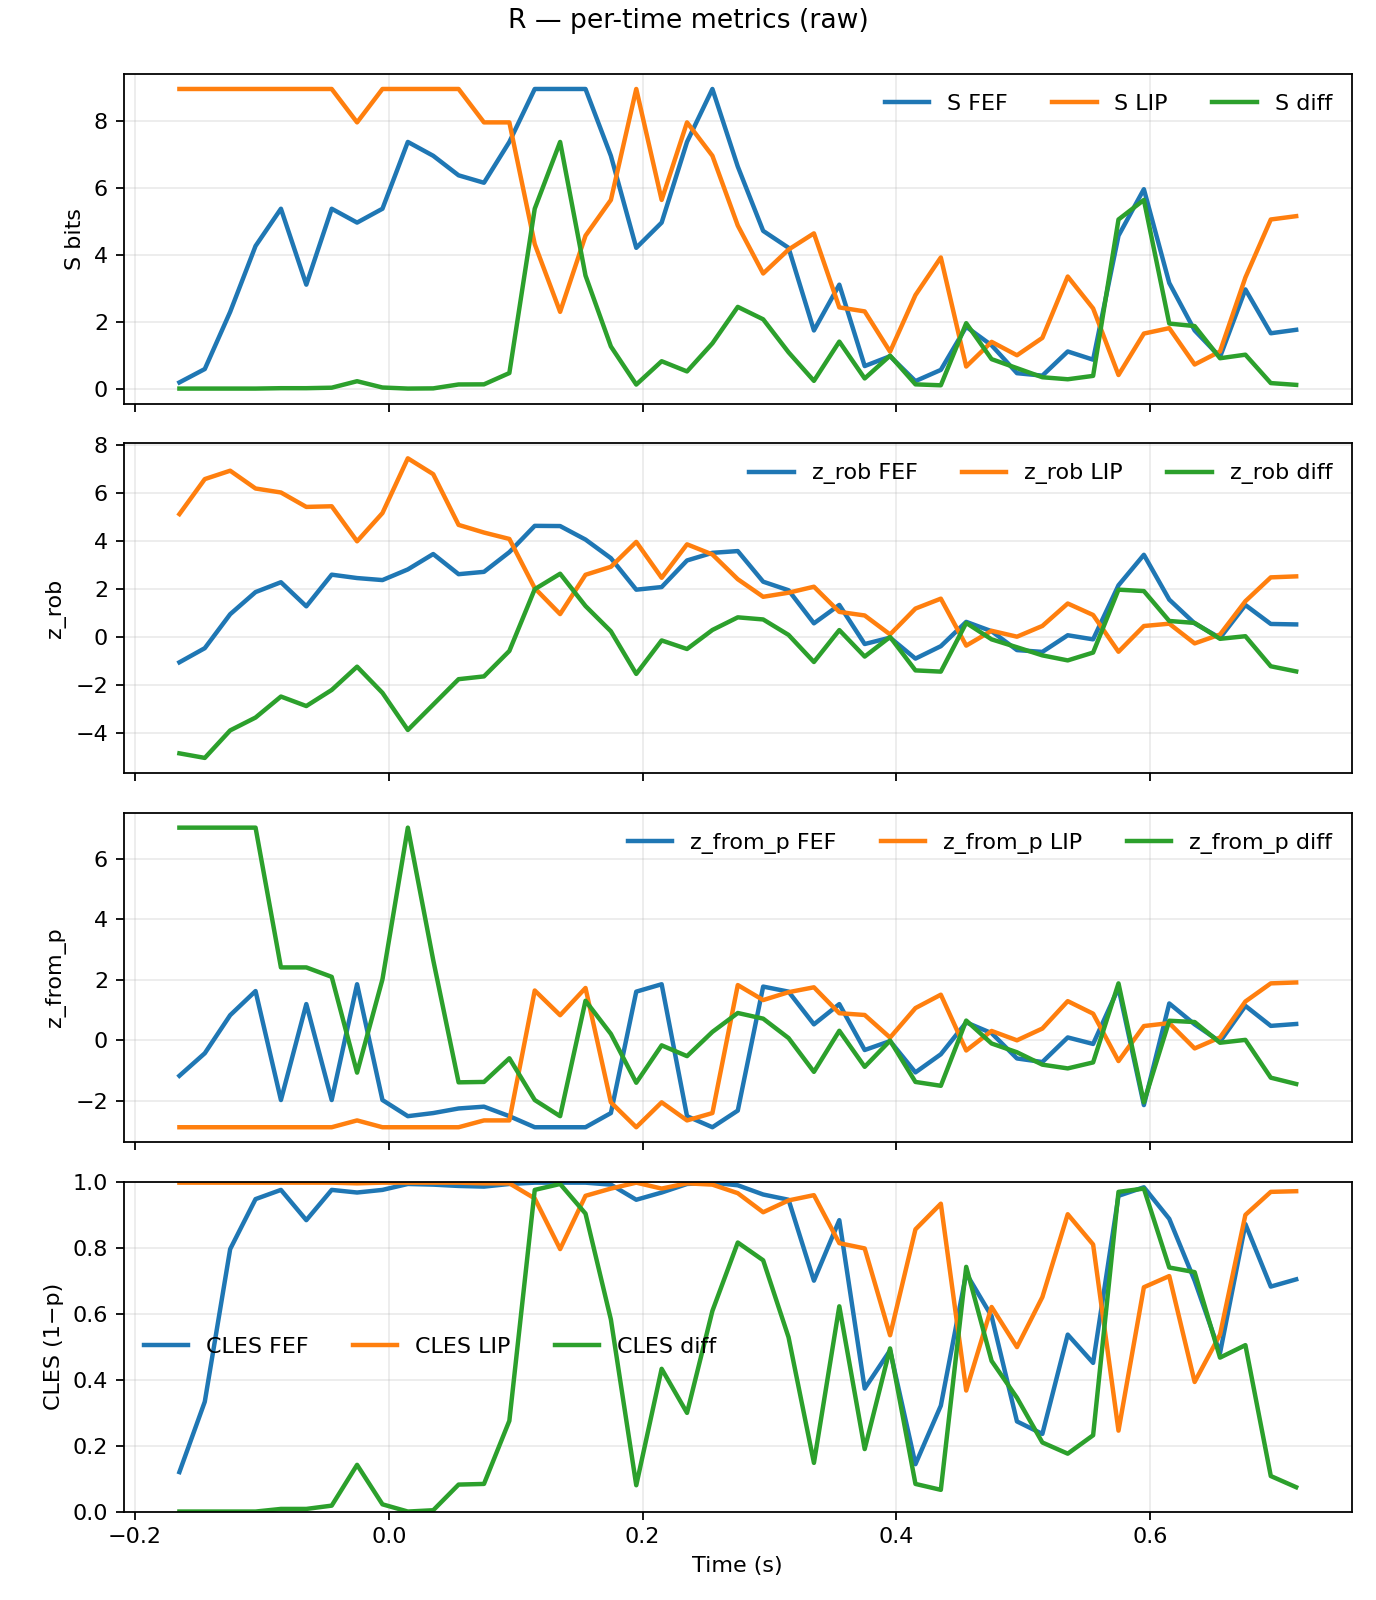 R — per-time metrics (raw)
S FEF S LIP S diff
8
6
4
2
0
S bits
z_rob FEF z_rob LIP z_rob diff
8
6
4
2
0
−2
−4
z_rob
z_from_p FEF z_from_p LIP z_from_p diff
6
4
2
0
−2
z_from_p
1.0
0.8
0.6
CLES FEF CLES LIP CLES diff
0.4
0.2
0.0
CLES (1−p)
−0.2 0.0 0.2 0.4 0.6
Time (s)